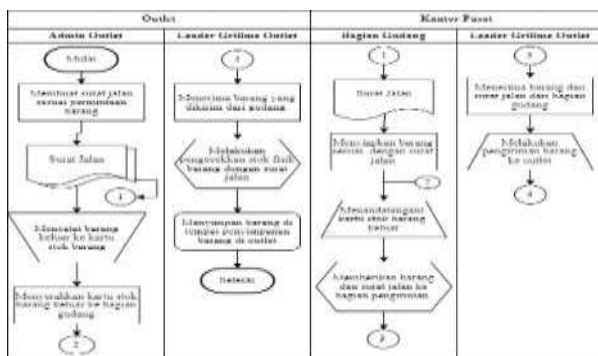 Outlet
Kantor Pusat
Admin Outlet
Leader Grilime Outlet
Bagian Gudang
Leader Grilime Outlet
Mulai
Membuat surat jalan
sesuai permintaan
barang
Surat Jalan
1
Mencatat barang
keluar ke kartu
stok barang
Menyerahkan kartu stok
barang keluar ke bagian
gudang
2
4
Menerima barang yang
dikirim dari gudang
Melakukan
pengecekkan stok fisik
barang dengan surat
jalan
Menyimpan barang di
tempat penyimpanan
barang di outlet
Selesai
1
Surat Jalan
Menyiapkan barang
sesuai dengan surat
jalan
2
Menandatangani
kartu stok barang
keluar
Memberikan barang
dan surat jalan ke
bagian pengiriman
3
3
Menerima barang dan
surat jalan dari bagian
gudang
Melakukan
pengiriman barang
ke outlet
4